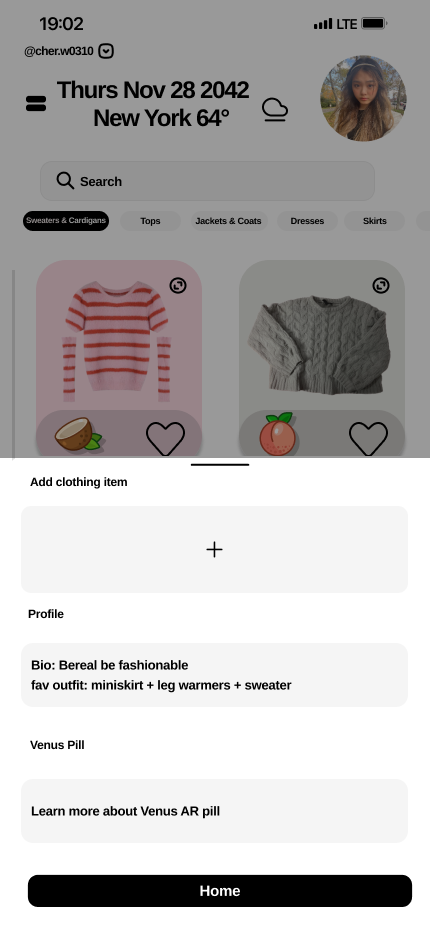 19:02
LTE
@cher.w0310
Thurs Nov 28 2042
New York 64°
Search
Sweaters & Cardigans
Tops
Jackets & Coats
Dresses
Skirts
Add clothing item
Profile
Bio: Bereal be fashionable
fav outfit: miniskirt + leg warmers + sweater
Venus Pill
Learn more about Venus AR pill
Home